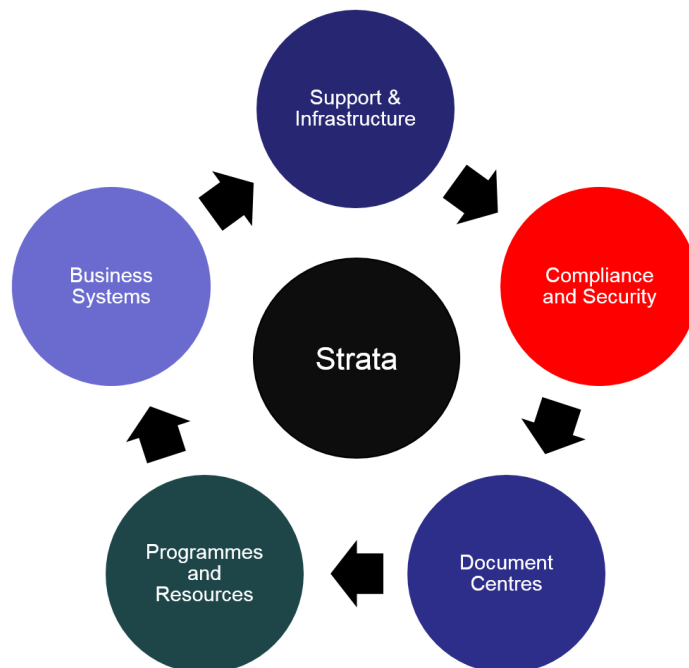 Support &
Infrastructure
Compliance
and Security
Document
Centres
Programmes
and
Resources
Business
Systems
Strata